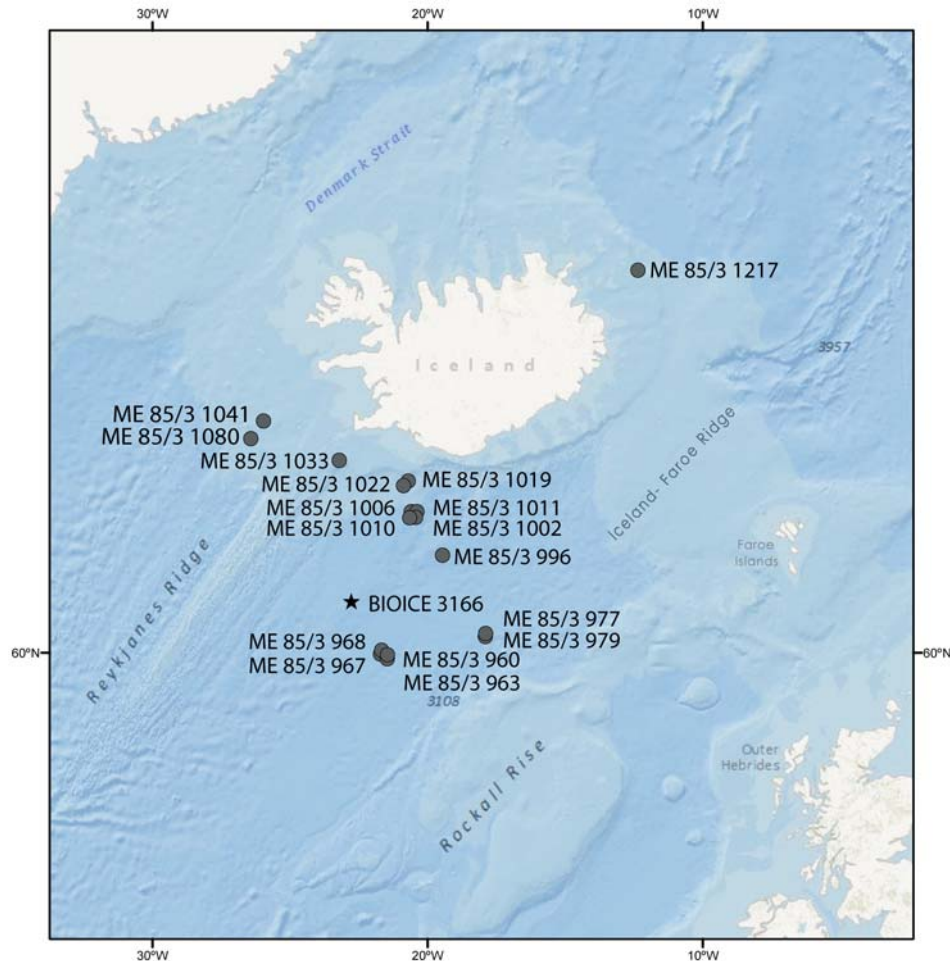 30°W 20°W 10°W
Denmark Strait
ME 85/3 1217
3957
Iceland
ME 85/3 1041
ME 85/3 1080
ME 85/3 1033
ME 85/3 1019
ME 85/3 1022
ME 85/3 1006 ME 85/3 1011
ME 85/3 1010 ME 85/3 1002
Iceland- Faroe Ridge
Faroe
Islands
ME 85/3 996
Reykjanes Ridge
BIOICE 3166
ME 85/3 977
ME 85/3 979
60°N 60°N
ME 85/3 968
ME 85/3 967
ME 85/3 960
ME 85/3 963
3108
Rockall Rise
Outer
Hebrides
30°W 20°W 10°W